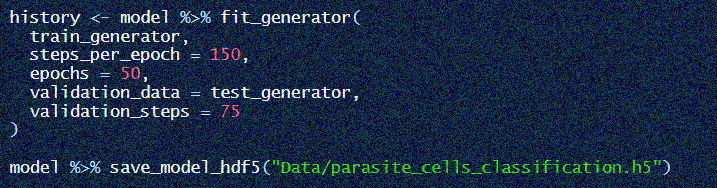 history <- model %>% fit_generator(
  train_generator,
  steps_per_epoch = 150,
  epochs = 50,
  validation_data = test_generator,
  validation_steps = 75
)
model %>% save_model_hdf5("Data/parasite_cells_classification.h5")